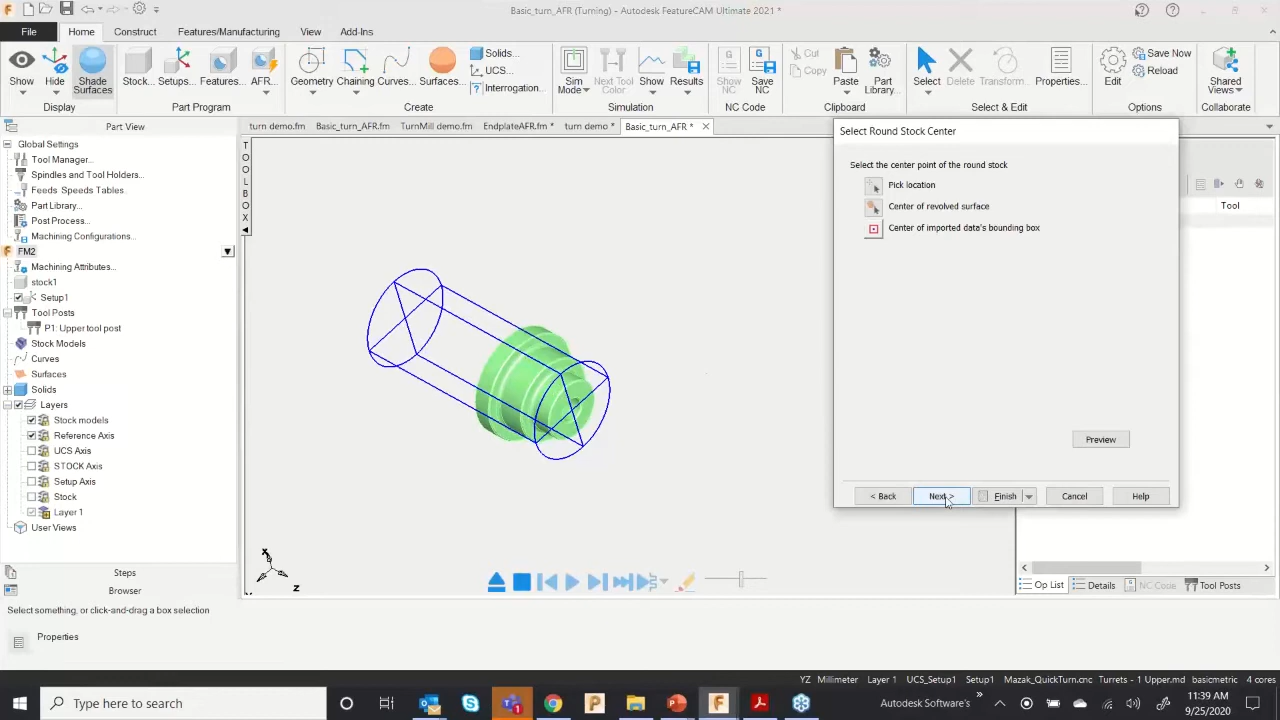 Basic_turn_AFR (Turning) - Autodesk FeatureCAM Ultimate 2021 *
File Home Construct Features/Manufacturing View Add-Ins
Show Hide Shade Surfaces Stock... Setups... Features... AFR... Geometry Chaining Curves... Surfaces... Solids... UCS... Interrogation... Sim Mode Next Tool Color Show Results Show NC Save NC Cut Copy Paste Part Library... Select Delete Transform... Properties... Edit Save Now Reload Shared Views
Display Part Program Create Simulation NC Code Clipboard Select & Edit Options Collaborate
Part View turn demo.fm Basic_turn_AFR.fm TurnMill demo.fm EndplateAFR.fm * turn demo * Basic_turn_AFR *
TOOLBOX
Global Settings
Tool Manager...
Spindles and Tool Holders...
Feeds Speeds Tables
Part Library...
Post Process...
Machining Configurations...
FM2
Machining Attributes...
stock1
Setup1
Tool Posts
P1: Upper tool post
Stock Models
Curves
Surfaces
Solids
Layers
Stock models
Reference Axis
UCS Axis
STOCK Axis
Setup Axis
Stock
Layer 1
User Views
Steps
Browser
X
Z
Select Round Stock Center
Select the center point of the round stock
Pick location
Center of revolved surface
Center of imported data's bounding box
Preview
< Back Next > Finish Cancel Help
Tool
Op List Details NC Code Tool Posts
Select something, or click-and-drag a box selection
Properties
YZ Millimeter Layer 1 UCS_Setup1 Setup1 Mazak_QuickTurn.cnc Turrets - 1 Upper.md basicmetric 4 cores
Type here to search
Autodesk Software's
11:39 AM
9/25/2020